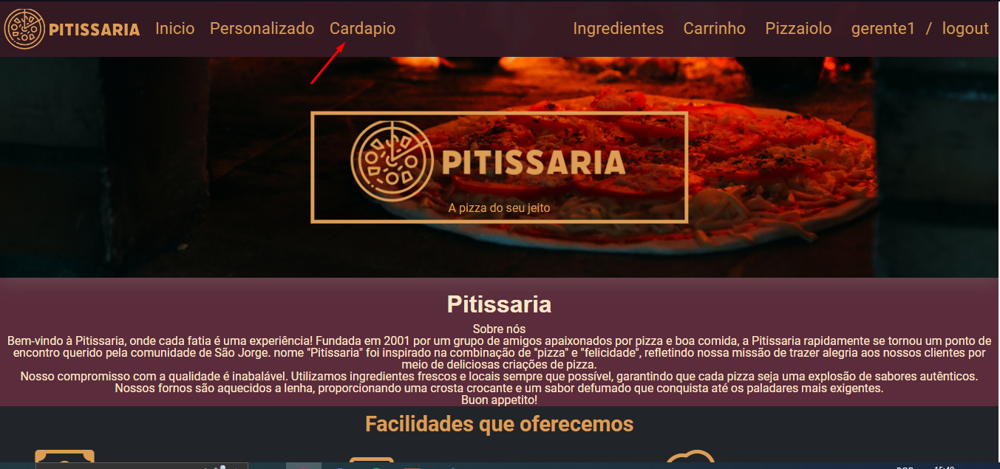 PITISSARIA Inicio Personalizado Cardapio Ingredientes Carrinho Pizzaiolo gerente1 / logout
PITISSARIA
A pizza do seu jeito
Pitissaria
Sobre nós
Bem-vindo à Pitissaria, onde cada fatia é uma experiência! Fundada em 2001 por um grupo de amigos apaixonados por pizza e boa comida, a Pitissaria rapidamente se tornou um ponto de
encontro querido pela comunidade de São Jorge. nome "Pitissaria" foi inspirado na combinação de "pizza" e "felicidade", refletindo nossa missão de trazer alegria aos nossos clientes por
meio de deliciosas criações de pizza.
Nosso compromisso com a qualidade é inabalável. Utilizamos ingredientes frescos e locais sempre que possível, garantindo que cada pizza seja uma explosão de sabores autênticos.
Nossos fornos são aquecidos a lenha, proporcionando uma crosta crocante e um sabor defumado que conquista até os paladares mais exigentes.
Buon appetito!
Facilidades que oferecemos